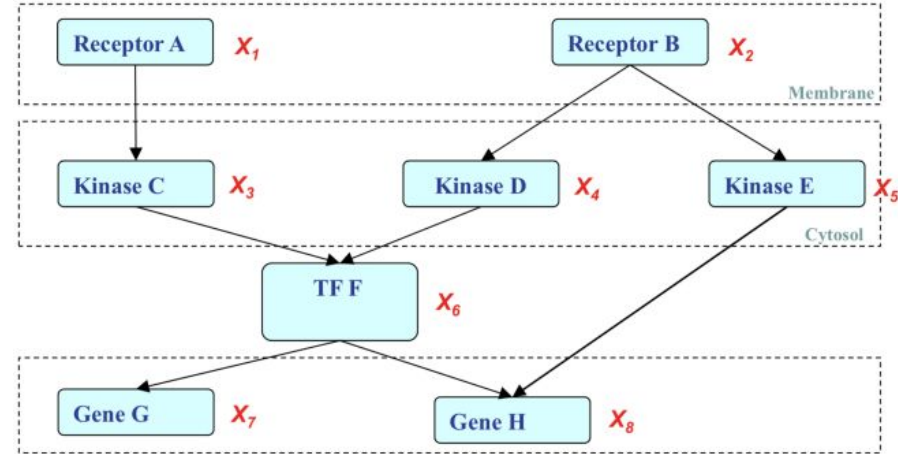 Receptor A X1 Receptor B X2
Membrane
Kinase C X3 Kinase D X4 Kinase E X5
Cytosol
TF F X6
Gene G X7 Gene H X8